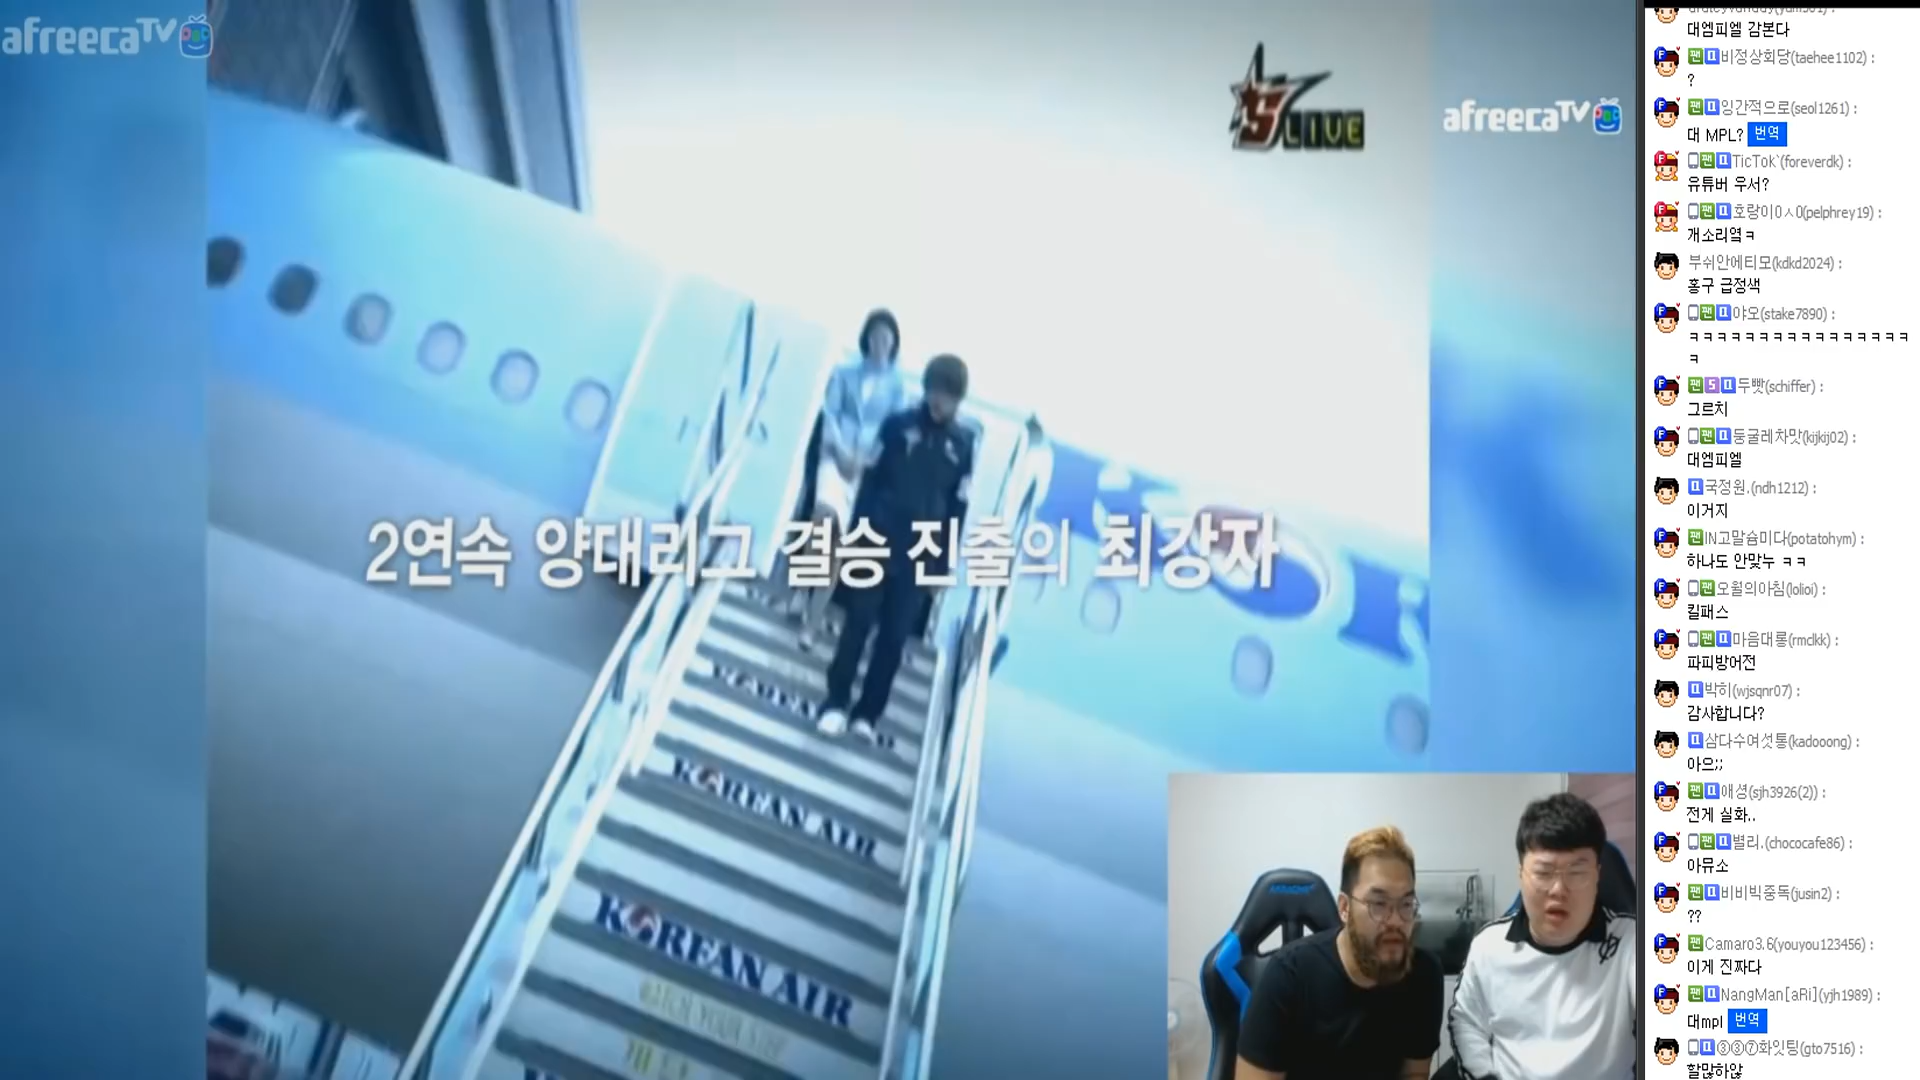 afreecaTV
S LIVE
afreecaTV
2연속 양대리그 결승 진출의 최강자
KOREAN AIR
KOREAN AIR
대엠피엘 감본다
비정상회당(taehee1102) :
?
잉간적으로(seol1261) :
대 MPL? 번역
TicTok`(foreverdk) :
유튜버 우서?
호랑이0ㅅ0(pelphrey19) :
개소리옄ㅋ
부쉬안에티모(kdkd2024) :
홍구 급정색
야오(stake7890) :
ㅋㅋㅋㅋㅋㅋㅋㅋㅋㅋㅋㅋㅋㅋㅋㅋ
ㅋ
두빳(schiffer) :
그르치
둥굴레차맛(kijkij02) :
대엠피엘
국정원.(ndh1212) :
이거지
IN고말슴미다(potatohym) :
하나도 안맞누 ㅋㅋ
오월의아침(lolioi) :
킬패스
마음대롱(rmclkk) :
파피방어전
박히(wjsqnr07) :
감사합니다?
삼다수여섯통(kadooong) :
아으;;
애성(sjh3926(2)) :
전게 실화..
별리.(chococafe86) :
아뮤소
비비빅중독(jusin2) :
??
Camaro3.6(youyou123456) :
이게 진짜다
NangMan[aRi](yjh1989) :
대mpl 번역
③③⑦화잇팅(gto7516) :
할많하않